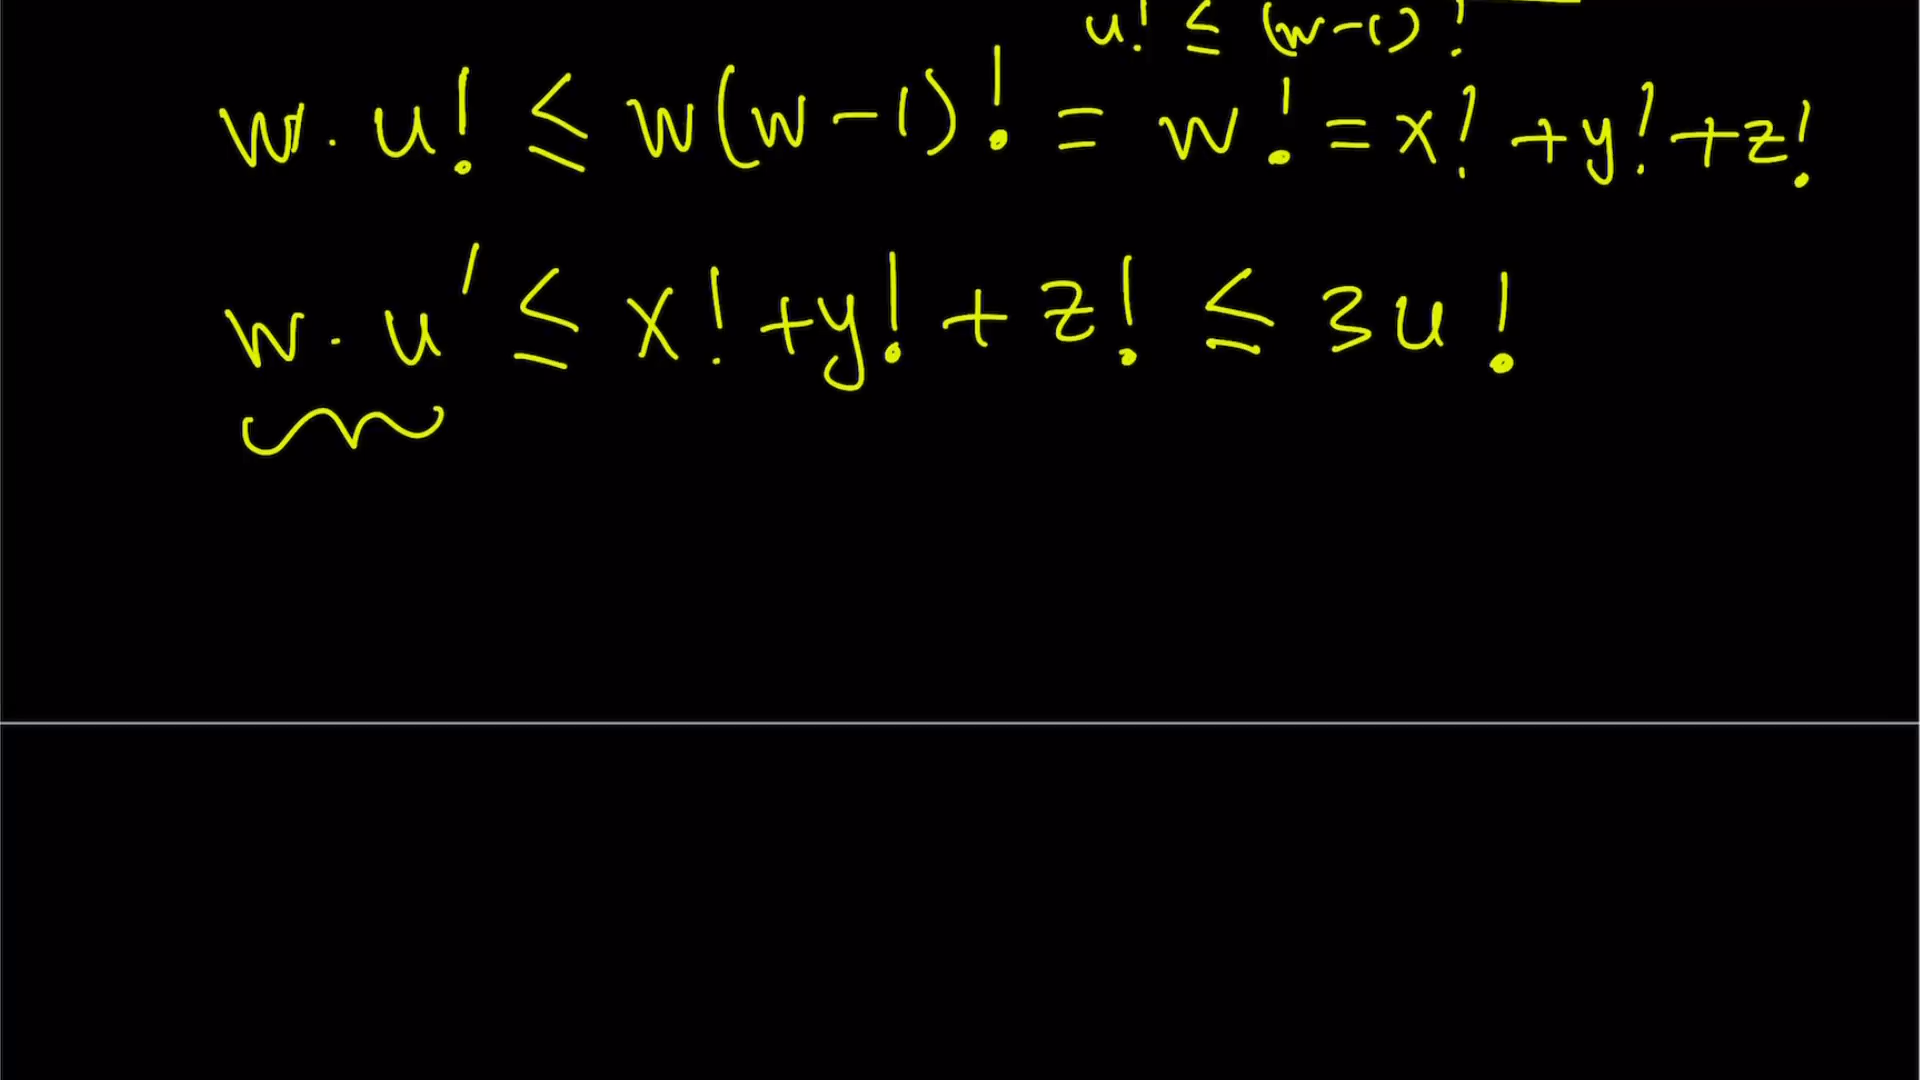 u! ≤ (w-1)!
w. u! ≤ w(w-1)! = w! = x! + y! + z!
w. u' ≤ x! + y! + z! ≤ 3u!